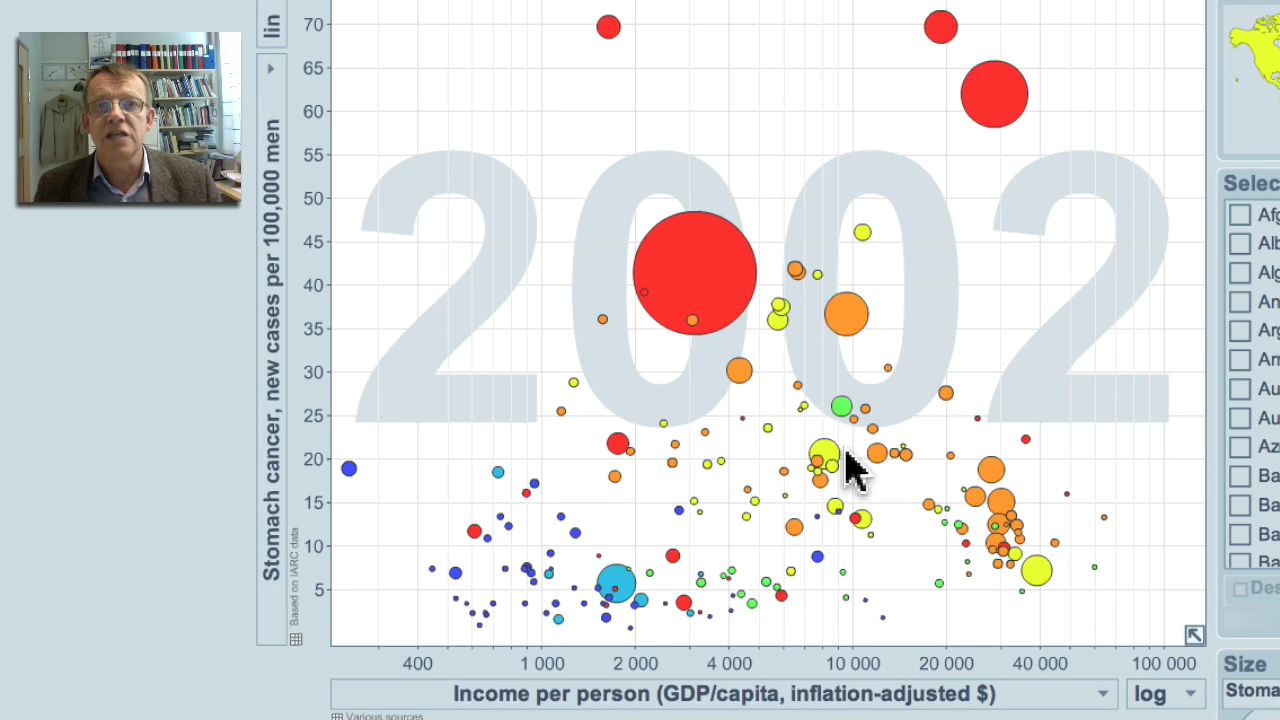 lin
Stomach cancer, new cases per 100,000 men
Based on IARC data
70
65
60
55
50
45
40
35
30
25
20
15
10
5
2002
400
1 000
2 000
4 000
10 000
20 000
40 000
100 000
Income per person (GDP/capita, inflation-adjusted $)
log
Various sources
Selec
Afg
Alb
Alg
An
Arg
Arr
Au
Au
Aze
Ba
Ba
Ba
Ba
Des
Size
Stoma